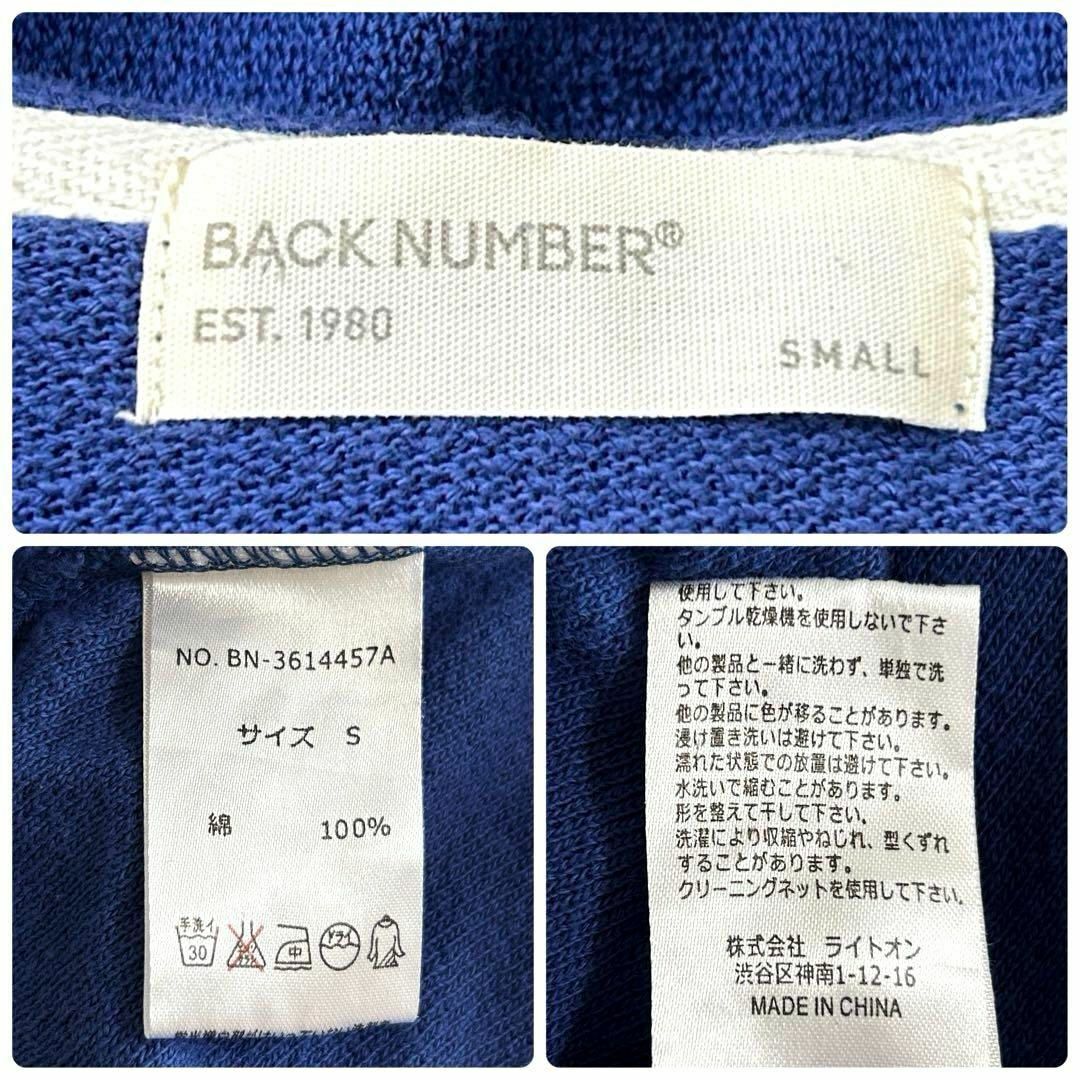 BACK NUMBER®
EST. 1980
SMALL
NO. BN-3614457A
サイズ S
綿 100%
手洗イ
30
中
ドライ
使用して下さい。
タンブル乾燥機を使用しないで下さ
い。
他の製品と一緒に洗わず、単独で洗
って下さい。
他の製品に色が移ることがあります。
浸け置き洗いは避けて下さい。
濡れた状態での放置は避けて下さい。
水洗いで縮むことがあります。
形を整えて干して下さい。
洗濯により収縮やねじれ、型くずれ
することがあります。
クリーニングネットを使用して下さい。
株式会社 ライトオン
渋谷区神南1-12-16
MADE IN CHINA